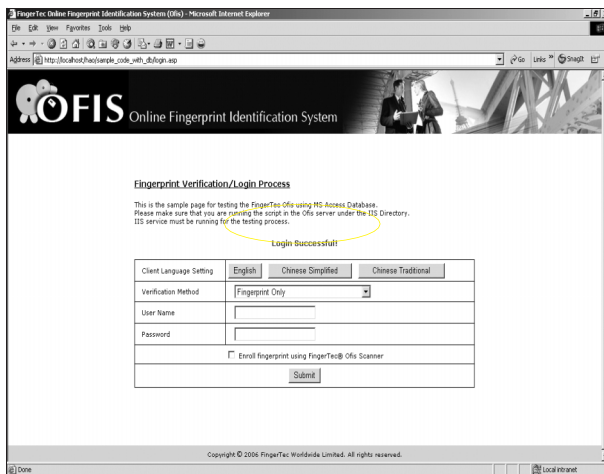 FingerTec Online Fingerprint Identification System (Ofis) - Microsoft Internet Explorer
File Edit View Favorites Tools Help
Address http://localhost/hao/sample_code_with_db/login.asp Go Links » SnagIt
OFIS Online Fingerprint Identification System
Fingerprint Verification/Login Process
This is the sample page for testing the FingerTec Ofis using MS Access Database.
Please make sure that you are running the script in the Ofis server under the IIS Directory.
IIS service must be running for the testing process.
Login Successful!
Client Language Setting English Chinese Simplified Chinese Traditional
Verification Method Fingerprint Only
User Name
Password
Enroll fingerprint using FingerTec® Ofis Scanner
Submit
Copyright © 2006 FingerTec Worldwide Limited. All rights reserved.
Done Local intranet